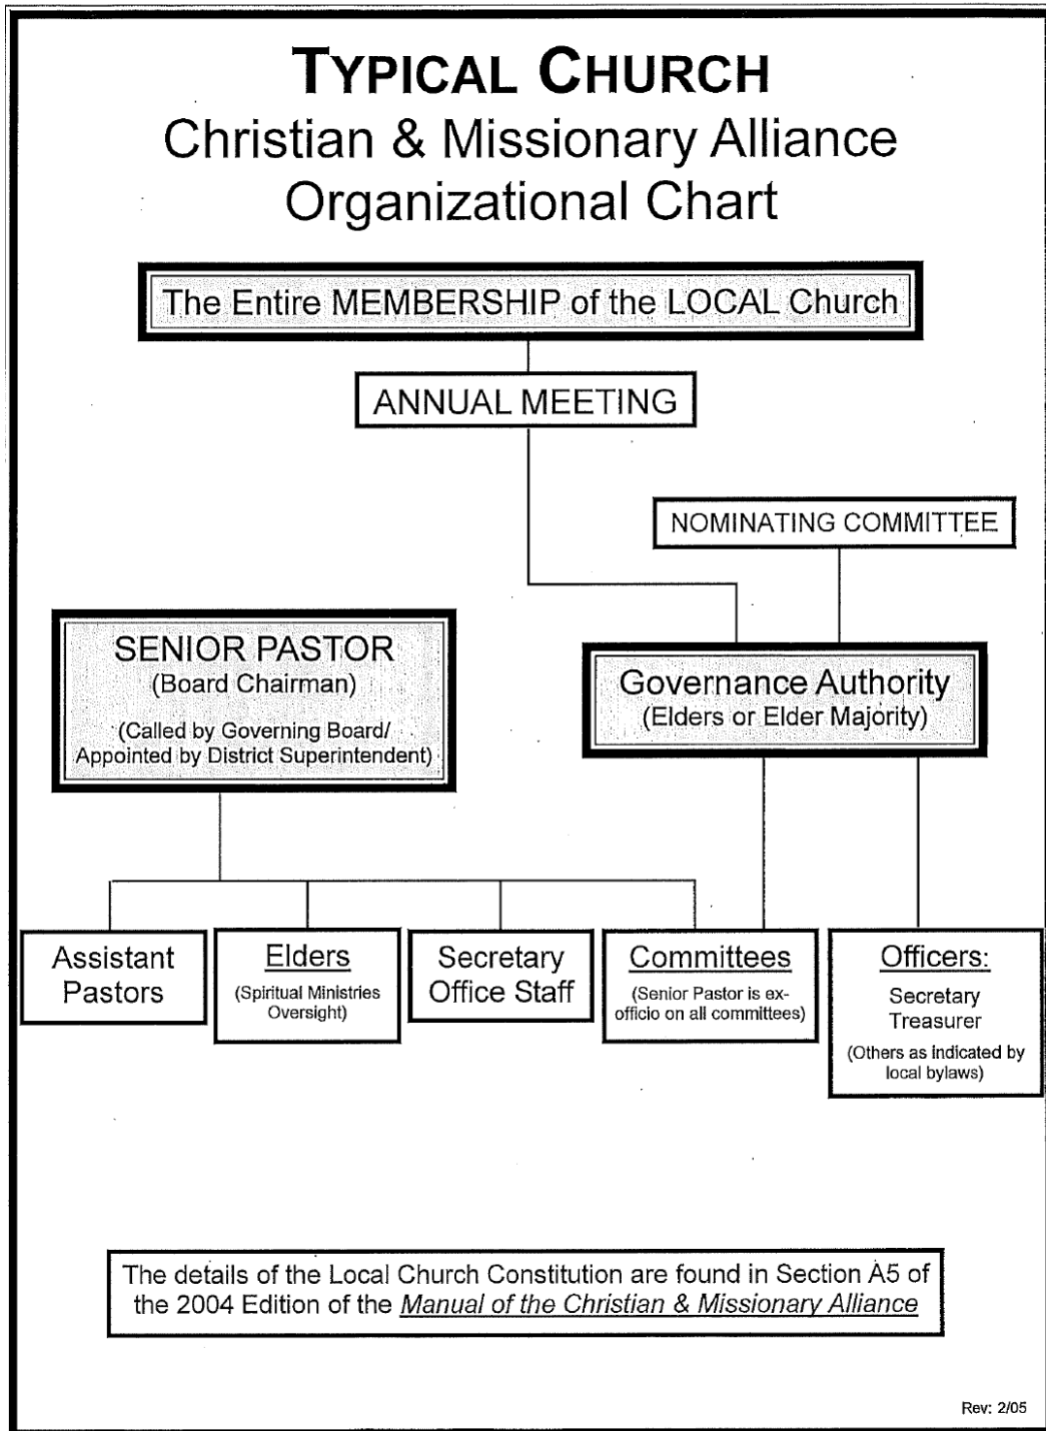 TYPICAL CHURCH
Christian & Missionary Alliance
Organizational Chart
The Entire MEMBERSHIP of the LOCAL Church
ANNUAL MEETING
NOMINATING COMMITTEE
SENIOR PASTOR
(Board Chairman)
(Called by Governing Board/
Appointed by District Superintendent)
Governance Authority
(Elders or Elder Majority)
Assistant
Pastors
Elders
(Spiritual Ministries
Oversight)
Secretary
Office Staff
Committees
(Senior Pastor is ex-
officio on all committees)
Officers:
Secretary
Treasurer
(Others as indicated by
local bylaws)
The details of the Local Church Constitution are found in Section A5 of
the 2004 Edition of the Manual of the Christian & Missionary Alliance
Rev: 2/05